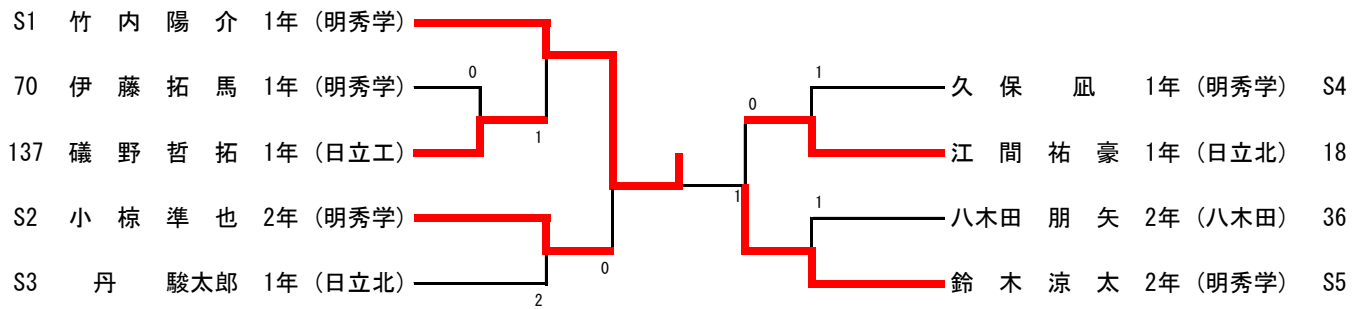 S1 竹 内 陽 介 1年 (明秀学)
70 伊 藤 拓 馬 1年 (明秀学) 0 1 久 保 凪 1年 (明秀学) S4
0
1
137 礒 野 哲 拓 1年 (日立工) 江 間 祐 豪 1年 (日立北) 18
1
S2 小 椋 準 也 2年 (明秀学) 1 八木田 朋 矢 2年 (八木田) 36
0
S3 丹 駿太郎 1年 (日立北) 鈴 木 涼 太 2年 (明秀学) S5
2